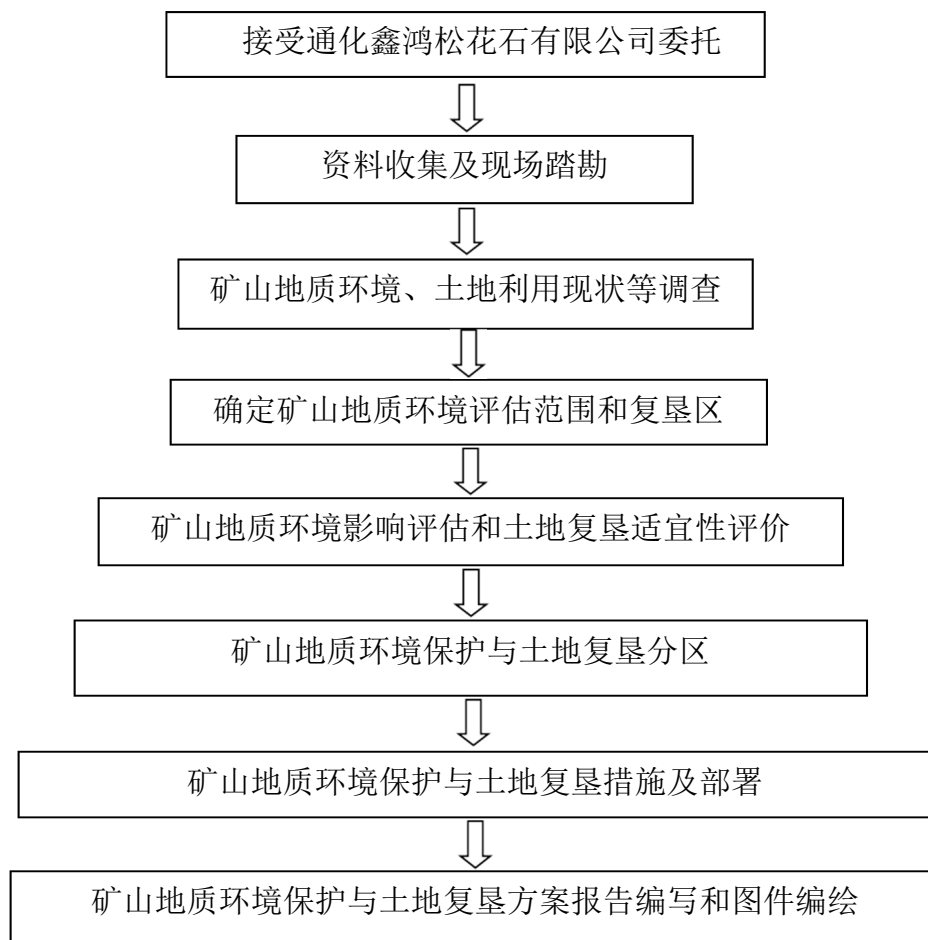 接受通化鑫鸿松花石有限公司委托
资料收集及现场踏勘
矿山地质环境、土地利用现状等调查
确定矿山地质环境评估范围和复垦区
矿山地质环境影响评估和土地复垦适宜性评价
矿山地质环境保护与土地复垦分区
矿山地质环境保护与土地复垦措施及部署
矿山地质环境保护与土地复垦方案报告编写和图件编绘